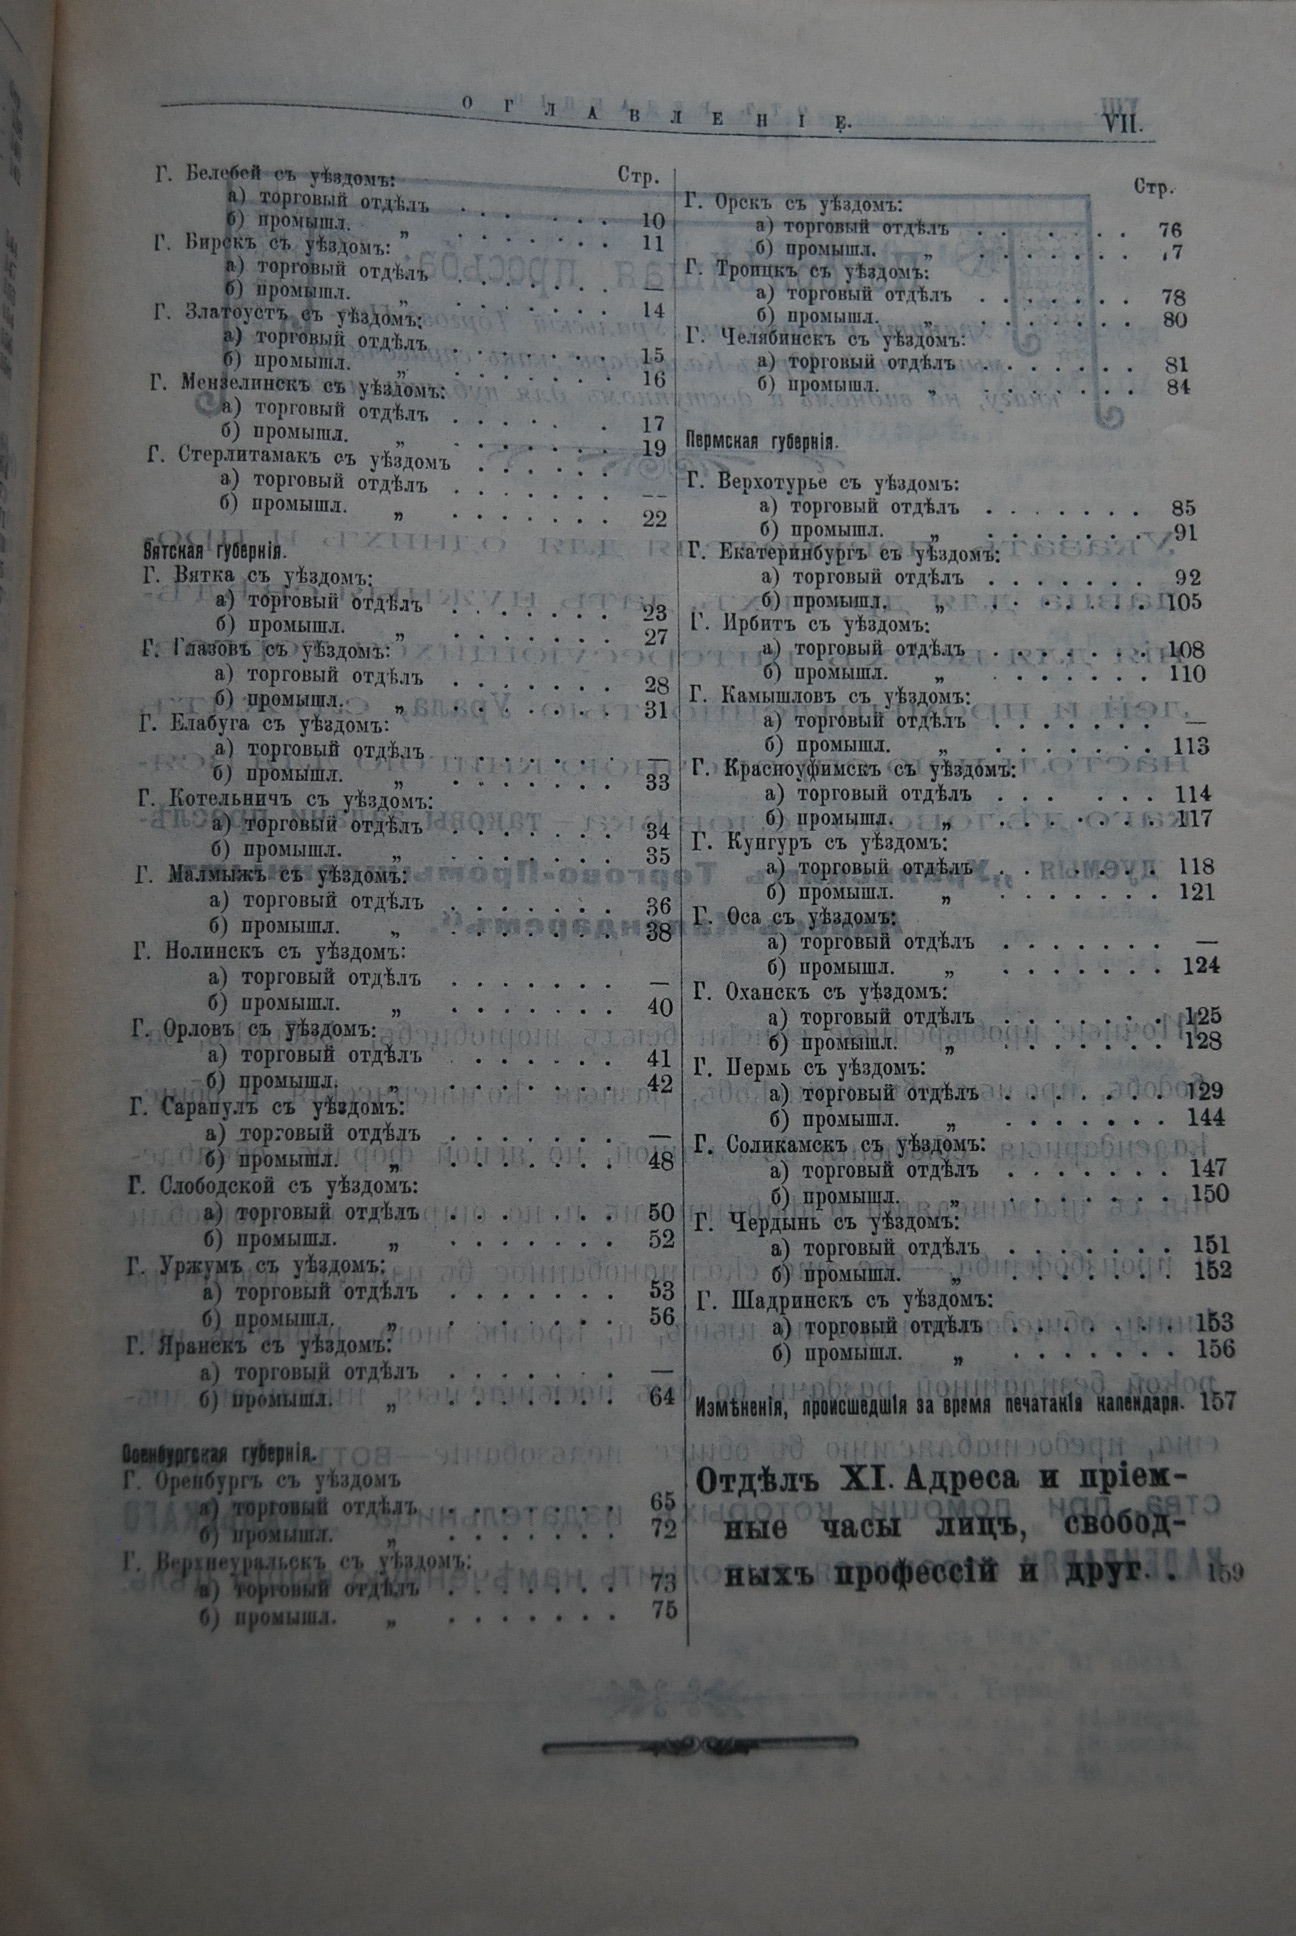 ОГЛАВЛЕНІЕ.
VII.
Стр.
Г. Белебей съ уѣздомъ:
а) торговый отдѣлъ . . . . . . . 10
б) промышл. „ . . . . . . . 11
Г. Бирскъ съ уѣздомъ:
а) торговый отдѣлъ . . . . . . . —
б) промышл. „ . . . . . . . 14
Г. Златоустъ съ уѣздомъ:
а) торговый отдѣлъ . . . . . . . 15
б) промышл. „ . . . . . . . 16
Г. Мензелинскъ съ уѣздомъ:
а) торговый отдѣлъ . . . . . . . 17
б) промышл. „ . . . . . . . 19
Г. Стерлитамакъ съ уѣздомъ . . . . . .
а) торговый отдѣлъ . . . . . . . —
б) промышл. „ . . . . . . . 22
Вятская губернія.
Г. Вятка съ уѣздомъ:
а) торговый отдѣлъ . . . . . . . 23
б) промышл. „ . . . . . . . 27
Г. Глазовъ съ уѣздомъ:
а) торговый отдѣлъ . . . . . . . 28
б) промышл. „ . . . . . . . 31
Г. Елабуга съ уѣздомъ:
а) торговый отдѣлъ . . . . . . . —
б) промышл. „ . . . . . . . 33
Г. Котельничъ съ уѣздомъ:
а) торговый отдѣлъ . . . . . . . 34
б) промышл. „ . . . . . . . 35
Г. Малмыжъ съ уѣздомъ:
а) торговый отдѣлъ . . . . . . . 36
б) промышл. „ . . . . . . . 38
Г. Нолинскъ съ уѣздомъ:
а) торговый отдѣлъ . . . . . . . —
б) промышл. „ . . . . . . . 40
Г. Орловъ съ уѣздомъ:
а) торговый отдѣлъ . . . . . . . 41
б) промышл. „ . . . . . . . 42
Г. Сарапулъ съ уѣздомъ:
а) торговый отдѣлъ . . . . . . . —
б) промышл. „ . . . . . . . 48
Г. Слободской съ уѣздомъ:
а) торговый отдѣлъ . . . . . . . 50
б) промышл. „ . . . . . . . 52
Г. Уржумъ съ уѣздомъ:
а) торговый отдѣлъ . . . . . . . 53
б) промышл. „ . . . . . . . 56
Г. Яранскъ съ уѣздомъ:
а) торговый отдѣлъ . . . . . . . —
б) промышл. „ . . . . . . . 64
Оренбургская губернія.
Г. Оренбургъ съ уѣздомъ
а) торговый отдѣлъ . . . . . . . 65
б) промышл. „ . . . . . . . 72
Г. Верхнеуральскъ съ уѣздомъ:
а) торговый отдѣлъ . . . . . . . 73
б) промышл. „ . . . . . . . 75
Стр.
Г. Орскъ съ уѣздомъ:
а) торговый отдѣлъ . . . . . . . 76
б) промышл. „ . . . . . . . 7
Г. Троицкъ съ уѣздомъ:
а) торговый отдѣлъ . . . . . . . 78
б) промышл. „ . . . . . . . 80
Г. Челябинскъ съ уѣздомъ:
а) торговый отдѣлъ . . . . . . . 81
б) промышл. „ . . . . . . . 84
Пермская губернія.
Г. Верхотурье съ уѣздомъ:
а) торговый отдѣлъ . . . . . . . 85
б) промышл. „ . . . . . . . 91
Г. Екатеринбургъ съ уѣздомъ:
а) торговый отдѣлъ . . . . . . . 92
б) промышл. „ . . . . . . . 105
Г. Ирбитъ съ уѣздомъ:
а) торговый отдѣлъ . . . . . . . 108
б) промышл. „ . . . . . . . 110
Г. Камышловъ съ уѣздомъ:
а) торговый отдѣлъ . . . . . . . —
б) промышл. „ . . . . . . . 113
Г. Красноуфимскъ съ уѣздомъ:
а) торговый отдѣлъ . . . . . . 114
б) промышл. „ . . . . . . . 117
Г. Кунгуръ съ уѣздомъ:
а) торговый отдѣлъ . . . . . . . 118
б) промышл. „ . . . . . . . 121
Г. Оса съ уѣздомъ:
а) торговый отдѣлъ . . . . . . . —
б) промышл. „ . . . . . . . 124
Г. Оханскъ съ уѣздомъ:
а) торговый отдѣлъ . . . . . . . 125
б) промышл. „ . . . . . . . 128
Г. Пермь съ уѣздомъ:
а) торговый отдѣлъ . . . . . . . 129
б) промышл. „ . . . . . . . 144
Г. Соликамскъ съ уѣздомъ:
а) торговый отдѣлъ . . . . . . . 147
б) промышл. „ . . . . . . . 150
Г. Чердынь съ уѣздомъ:
а) торговый отдѣлъ . . . . . . . 151
б) промышл. „ . . . . . . . 152
Г. Шадринскъ съ уѣздомъ:
а) торговый отдѣлъ . . . . . . . 153
б) промышл. „ . . . . . . . 156
Измѣненія, происшедшія за время печатанія календаря. 157
Отдѣлъ XI. Адреса и пріем-
ные часы лицъ, свобод-
ныхъ профессій и друг. . 159